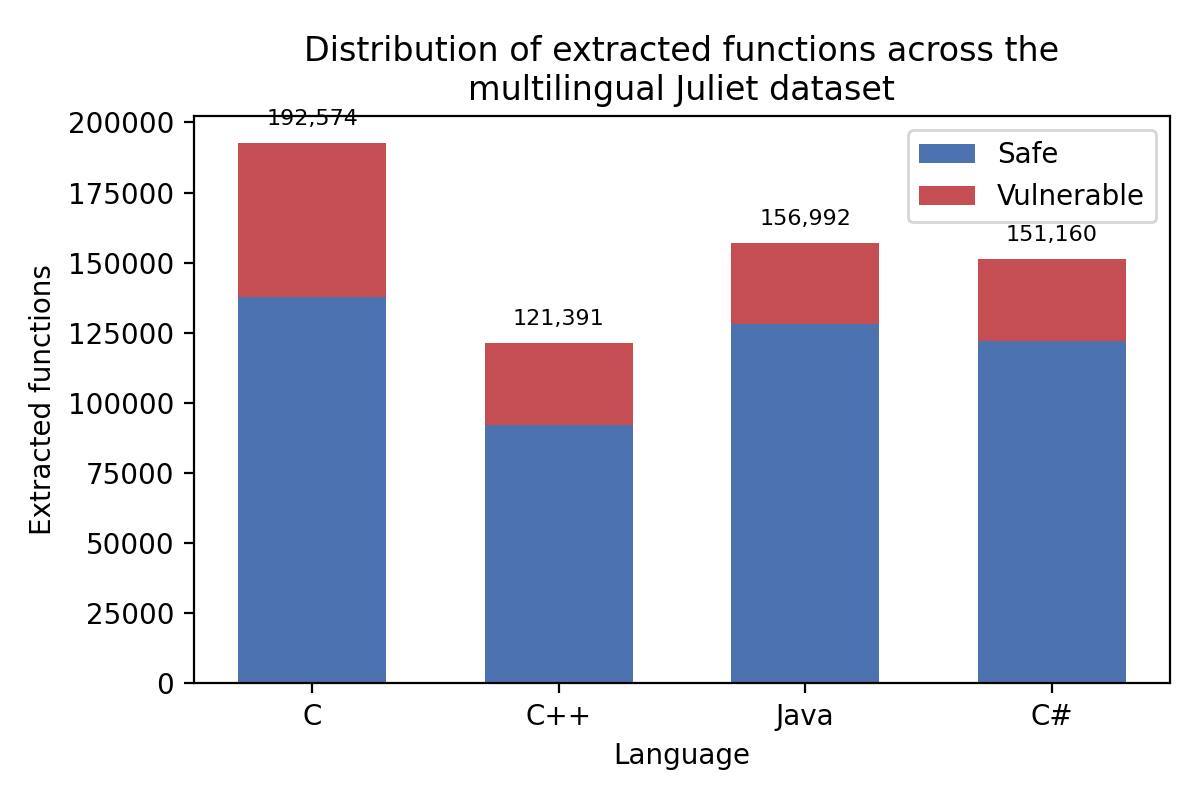 Distribution of extracted functions across the
multilingual Juliet dataset
192,574
121,391
156,992
151,160
Safe
Vulnerable
200000
175000
150000
125000
100000
75000
50000
25000
0
Extracted functions
C
C++
Java
C#
Language